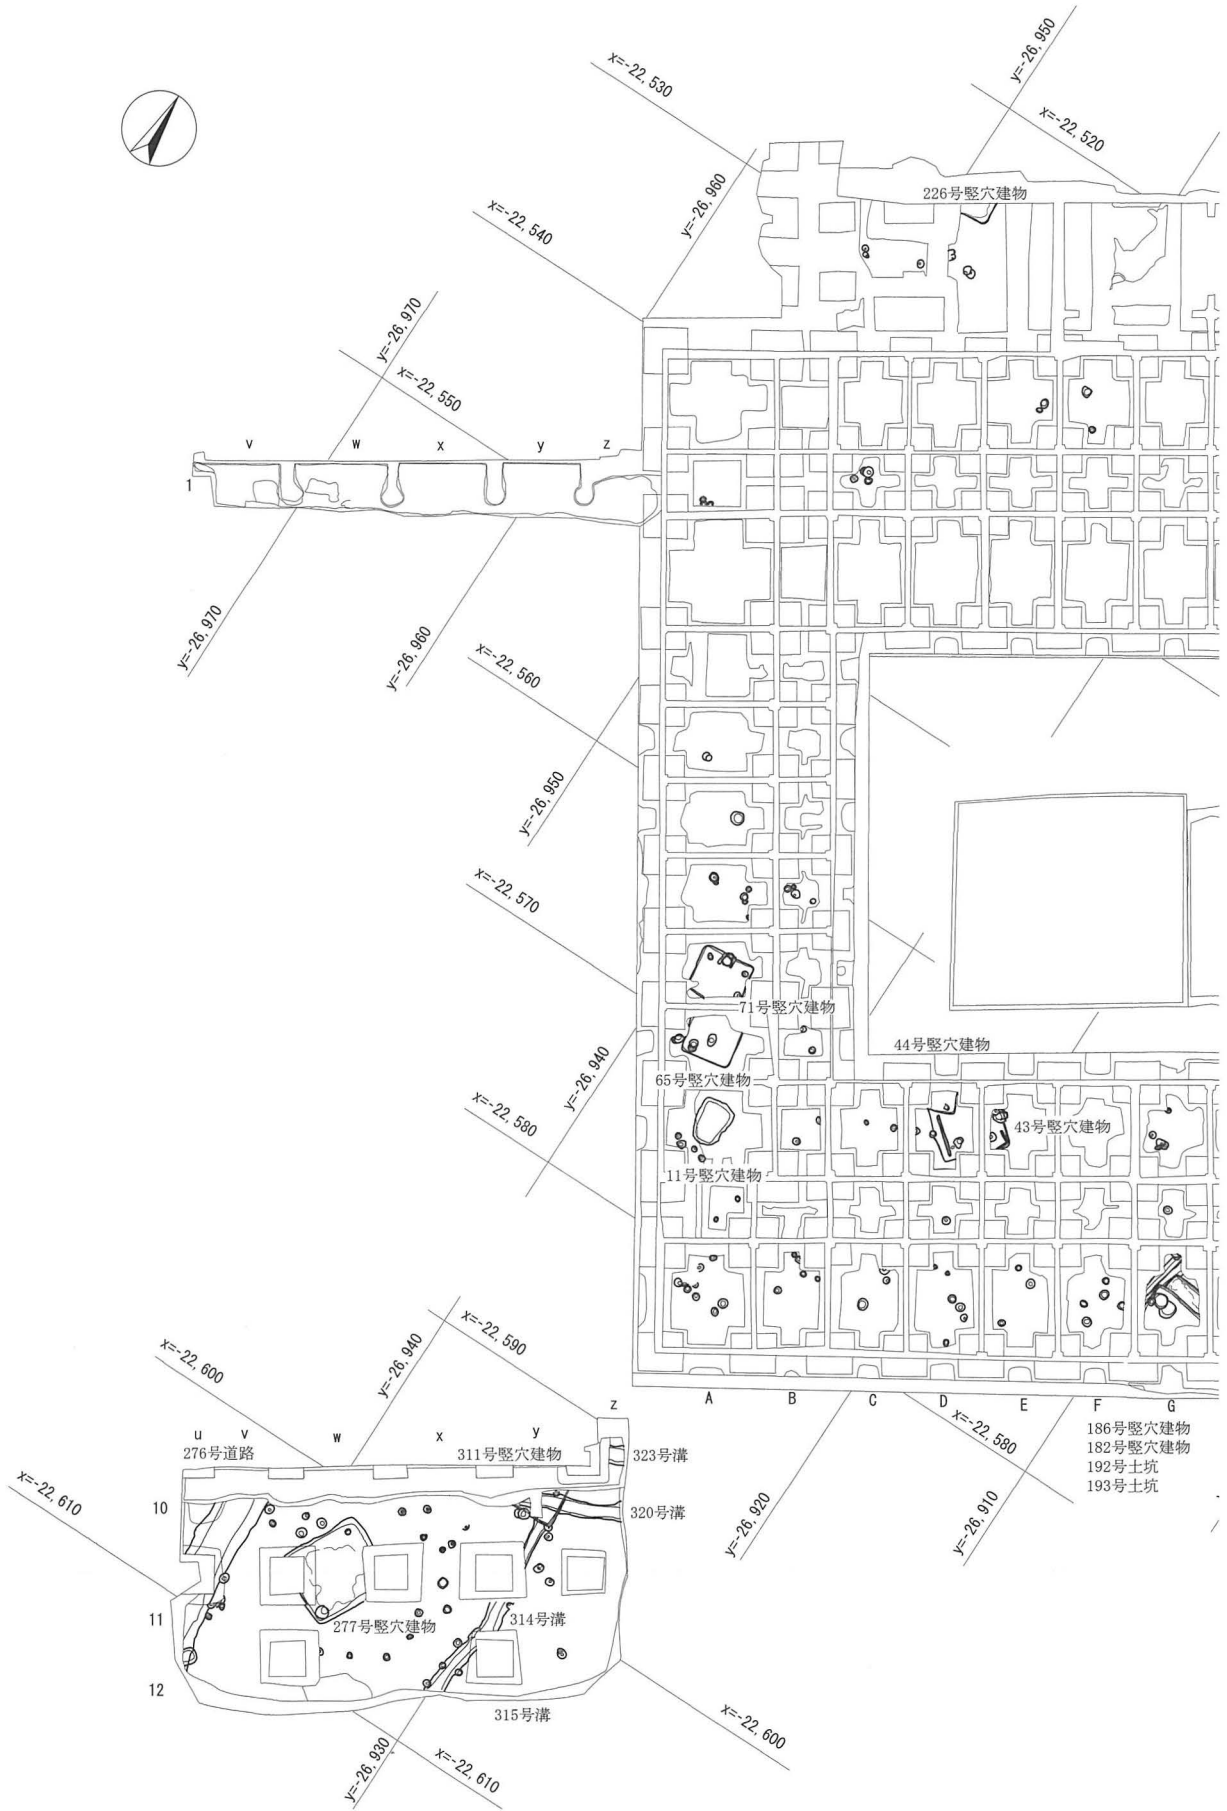 y=-26, 950
x=-22, 530
x=-22, 520
y=-26, 960
226号竪穴建物
x=-22, 540
y=-26, 970
x=-22, 550
v w x y z
1
y=-26, 970
y=-26, 960
x=-22, 560
y=-26, 950
x=-22, 570
71号竪穴建物
44号竪穴建物
y=-26, 940
65号竪穴建物
x=-22, 580
43号竪穴建物
11号竪穴建物
x=-22, 590
x=-22, 600
y=-26, 940
A B C D E F G
x=-22, 580
186号竪穴建物
182号竪穴建物
192号土坑
193号土坑
z
u v w x y
276号道路
311号竪穴建物
323号溝
x=-22, 610
10
320号溝
y=-26, 920
y=-26, 910
11
277号竪穴建物
314号溝
12
315号溝
x=-22, 600
y=-26, 930
x=-22, 610